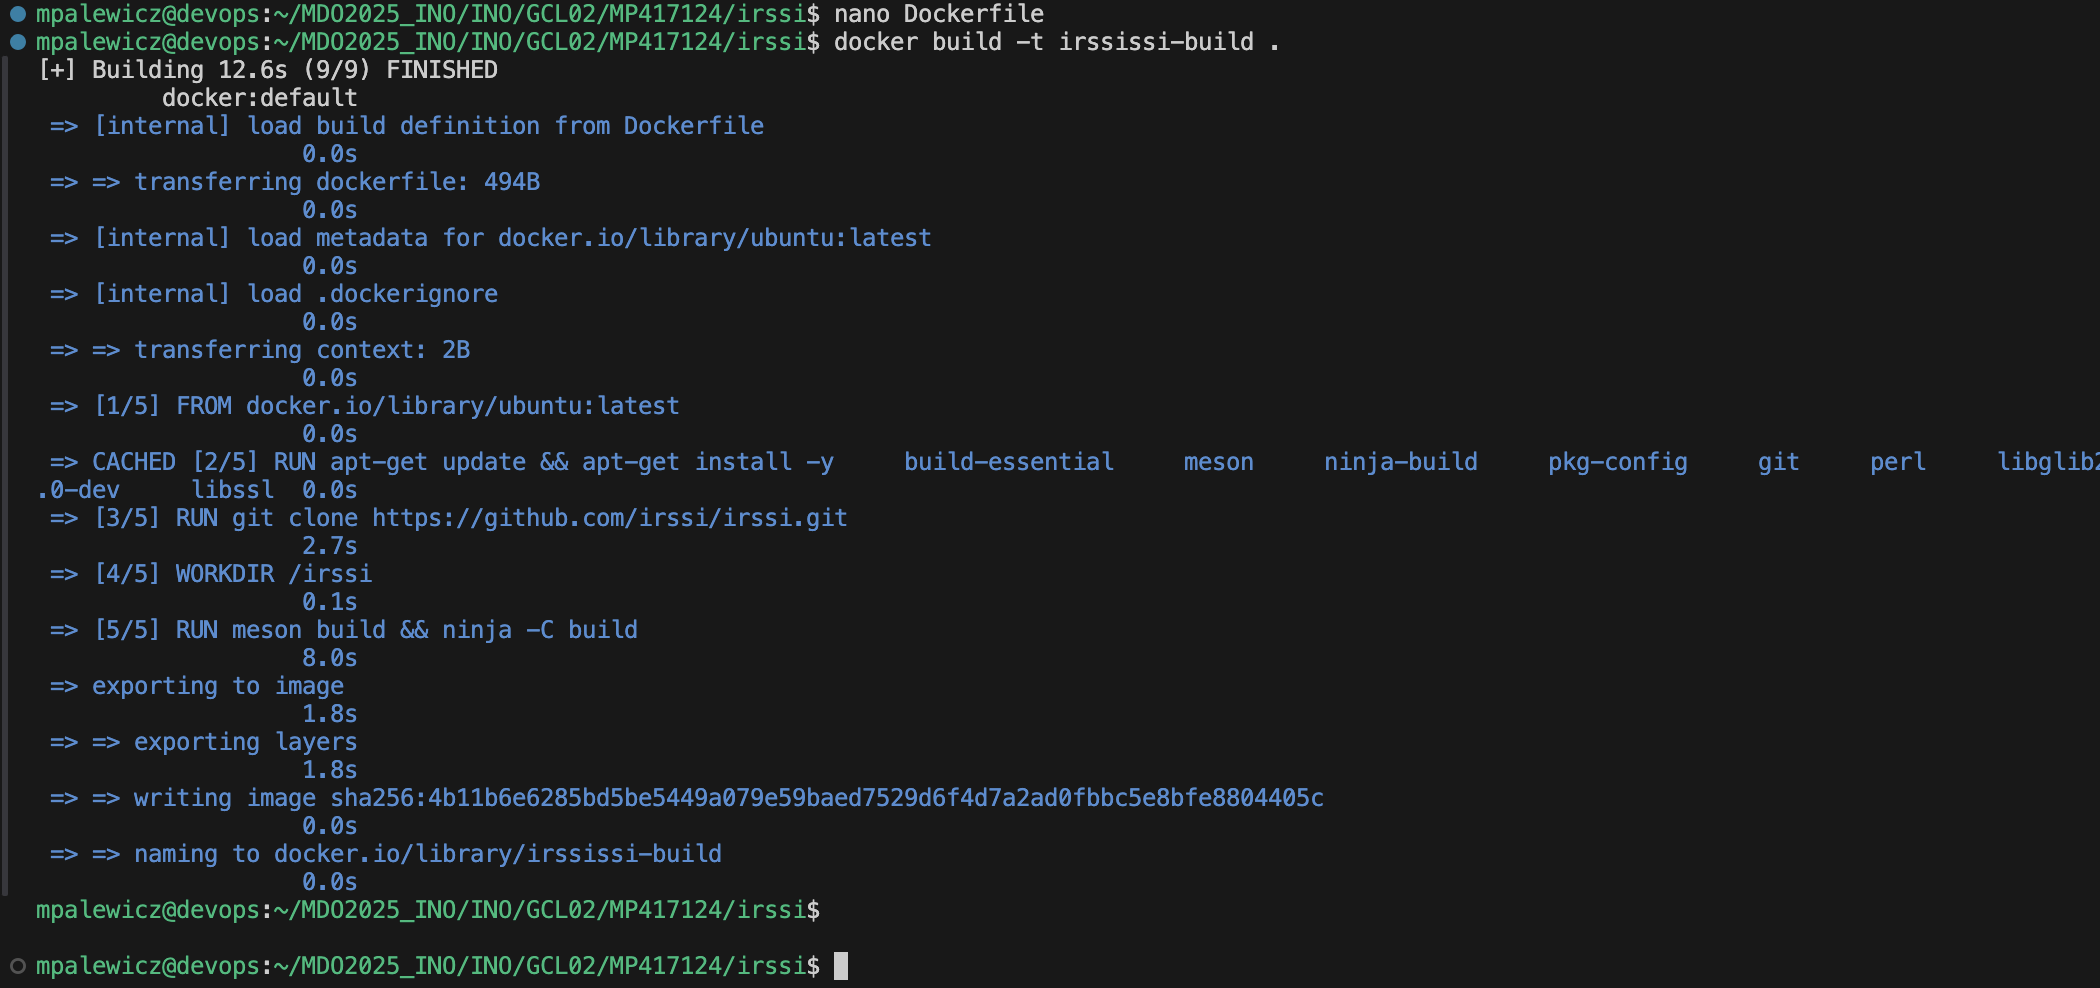 mpalewicz@devops:~/MDO2025_INO/INO/GCL02/MP417124/irssi$ nano Dockerfile
mpalewicz@devops:~/MDO2025_INO/INO/GCL02/MP417124/irssi$ docker build -t irssissi-build .
[+] Building 12.6s (9/9) FINISHED
docker:default
=> [internal] load build definition from Dockerfile
0.0s
=> => transferring dockerfile: 494B
0.0s
=> [internal] load metadata for docker.io/library/ubuntu:latest
0.0s
=> [internal] load .dockerignore
0.0s
=> => transferring context: 2B
0.0s
=> [1/5] FROM docker.io/library/ubuntu:latest
0.0s
=> CACHED [2/5] RUN apt-get update && apt-get install -y     build-essential     meson     ninja-build     pkg-config     git     perl     libglib2
.0-dev     libssl  0.0s
=> [3/5] RUN git clone https://github.com/irssi/irssi.git
2.7s
=> [4/5] WORKDIR /irssi
0.1s
=> [5/5] RUN meson build && ninja -C build
8.0s
=> exporting to image
1.8s
=> => exporting layers
1.8s
=> => writing image sha256:4b11b6e6285bd5be5449a079e59baed7529d6f4d7a2ad0fbbc5e8bfe8804405c
0.0s
=> => naming to docker.io/library/irssissi-build
0.0s
mpalewicz@devops:~/MDO2025_INO/INO/GCL02/MP417124/irssi$
mpalewicz@devops:~/MDO2025_INO/INO/GCL02/MP417124/irssi$